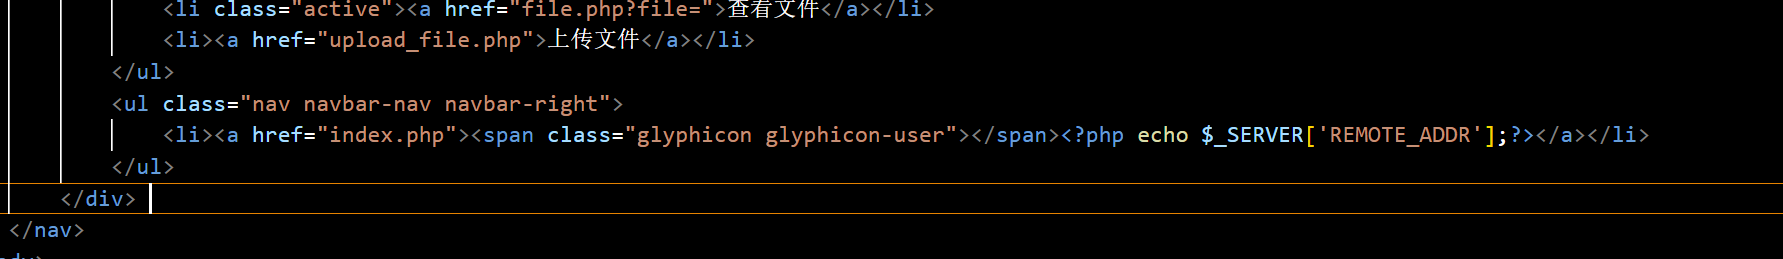 <li class="active"><a href="file.php?file=">查看文件</a></li>
<li><a href="upload_file.php">上传文件</a></li>
</ul>
<ul class="nav navbar-nav navbar-right">
<li><a href="index.php"><span class="glyphicon glyphicon-user"></span><?php echo $_SERVER['REMOTE_ADDR'];?></a></li>
</ul>
</div>
</nav>